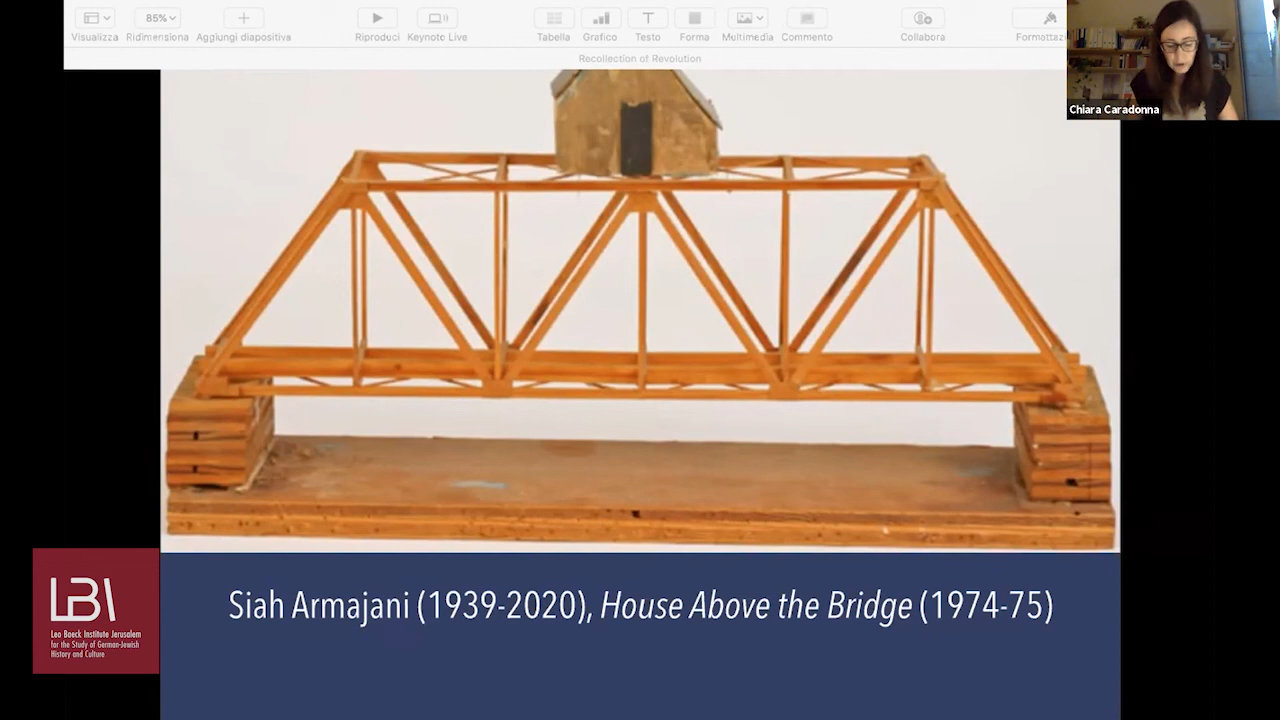 85%
Visualizza
Ridimensiona
Aggiungi diapositiva
Riproduci
Keynote Live
Tabella
Grafico
Testo
Forma
Multimedia
Commento
Collabora
Recollection of Revolution
Chiara Caradonna
LBI
Leo Baeck Institute Jerusalem
for the Study of German-Jewish
History and Culture
Siah Armajani (1939-2020), House Above the Bridge (1974-75)